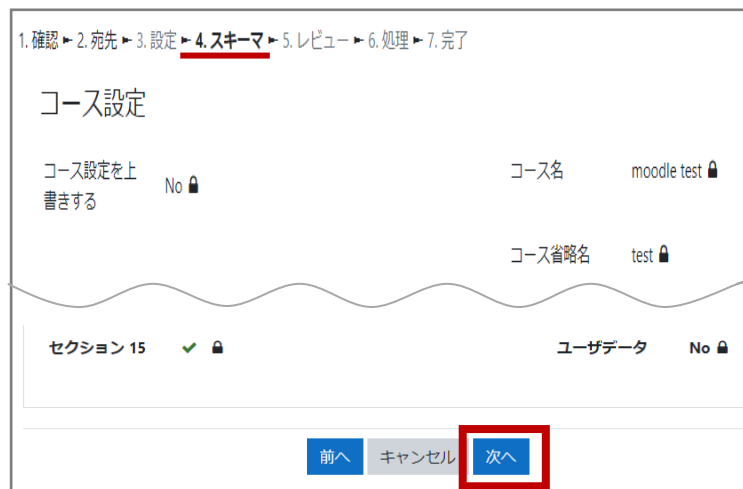 1. 確認 ► 2. 宛先 ► 3. 設定 ► 4. スキーマ ► 5. レビュー ► 6. 処理 ► 7. 完了
コース設定
コース設定を上
書きする
No
コース名
moodle test
コース省略名
test
セクション 15
ユーザデータ
No
前へ
キャンセル
次へ